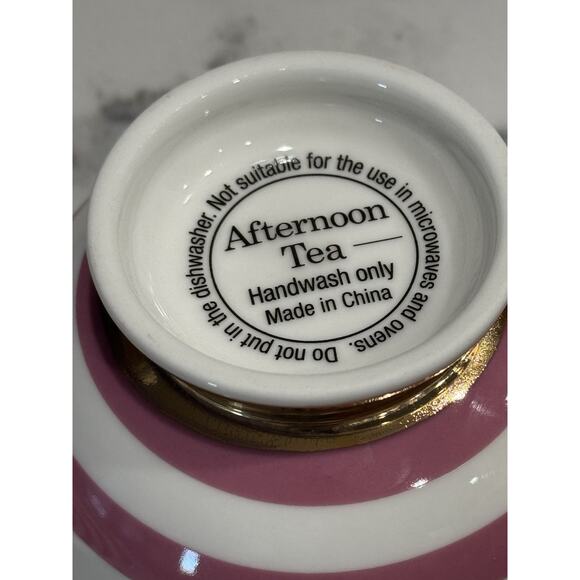 Afternoon
Tea
Handwash only
Made in China
Do not put in the dishwasher. Not suitable for the use in microwaves and ovens.